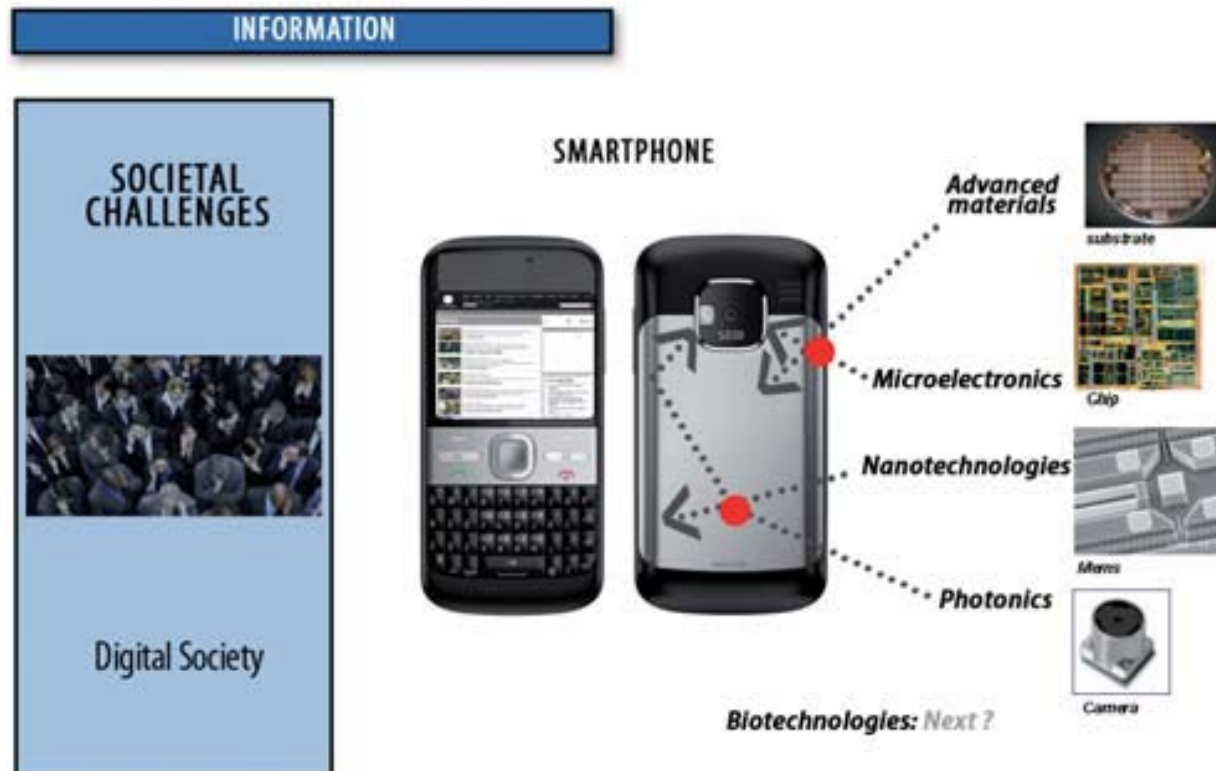 INFORMATION
SOCIETAL
CHALLENGES
Digital Society
SMARTPHONE
Advanced
materials
substrate
Microelectronics
Chip
Nanotechnologies
Mems
Photonics
Camera
Biotechnologies: Next ?